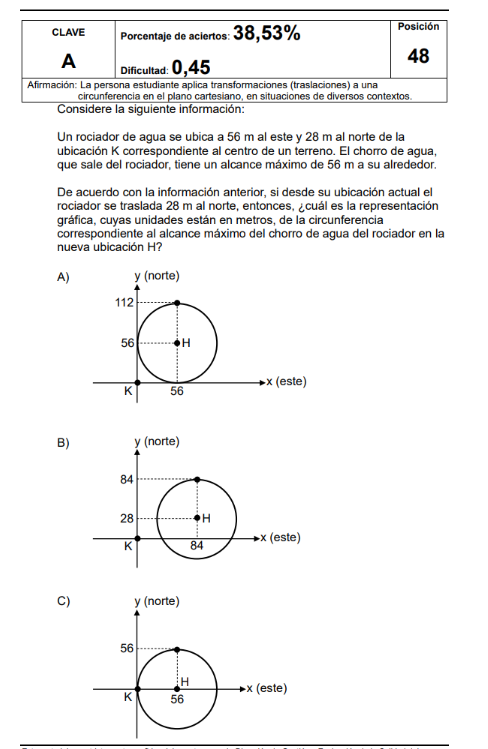 CLAVE
A
Porcentaje de aciertos: 38,53%
Dificultad: 0,45
Posición
48
Afirmación: La persona estudiante aplica transformaciones (traslaciones) a una
circunferencia en el plano cartesiano, en situaciones de diversos contextos.
Considere la siguiente información:
Un rociador de agua se ubica a 56 m al este y 28 m al norte de la
ubicación K correspondiente al centro de un terreno. El chorro de agua,
que sale del rociador, tiene un alcance máximo de 56 m a su alrededor.
De acuerdo con la información anterior, si desde su ubicación actual el
rociador se traslada 28 m al norte, entonces, ¿cuál es la representación
gráfica, cuyas unidades están en metros, de la circunferencia
correspondiente al alcance máximo del chorro de agua del rociador en la
nueva ubicación H?
A)
y (norte)
112
56
H
x (este)
K
56
B)
y (norte)
84
28
H
x (este)
K
84
C)
y (norte)
56
H
x (este)
K
56